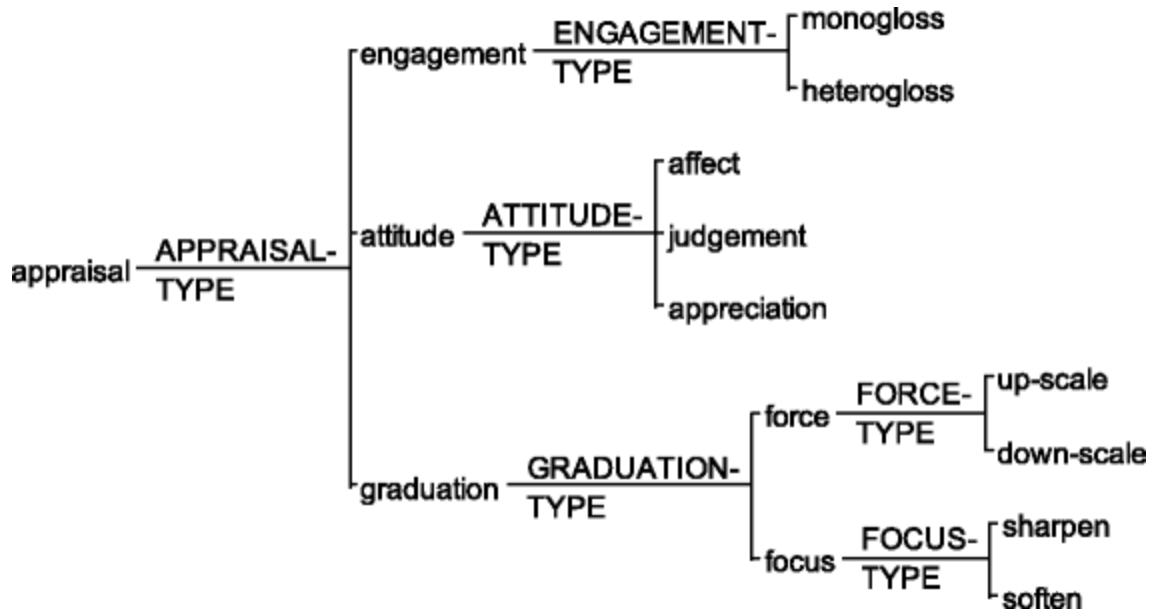 monogloss
engagement ENGAGEMENT-
TYPE
heterogloss
affect
attitude ATTITUDE-
TYPE
judgement
appreciation
appraisal APPRAISAL-
TYPE
up-scale
force FORCE-
TYPE
down-scale
graduation GRADUATION-
TYPE
sharpen
focus FOCUS-
TYPE
soften